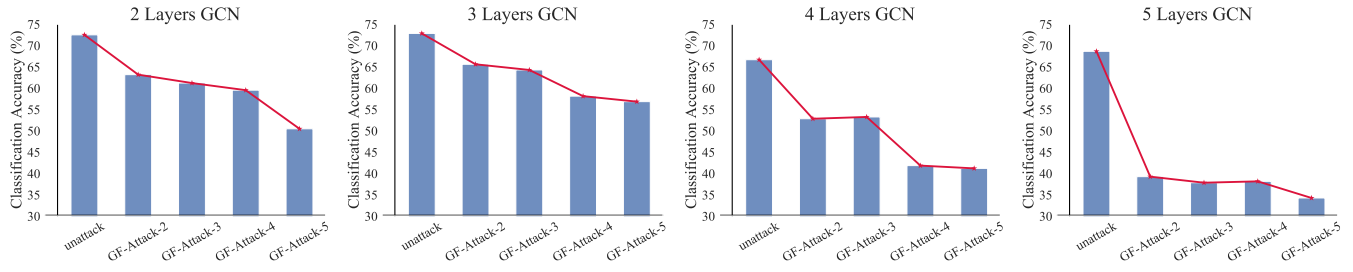 2 Layers GCN
Classification Accuracy (%)
75
70
65
60
55
50
45
40
35
30
unattack
GF-Attack-2
GF-Attack-3
GF-Attack-4
GF-Attack-5
3 Layers GCN
Classification Accuracy (%)
75
70
65
60
55
50
45
40
35
30
unattack
GF-Attack-2
GF-Attack-3
GF-Attack-4
GF-Attack-5
4 Layers GCN
Classification Accuracy (%)
75
70
65
60
55
50
45
40
35
30
unattack
GF-Attack-2
GF-Attack-3
GF-Attack-4
GF-Attack-5
5 Layers GCN
Classification Accuracy (%)
75
70
65
60
55
50
45
40
35
30
unattack
GF-Attack-2
GF-Attack-3
GF-Attack-4
GF-Attack-5